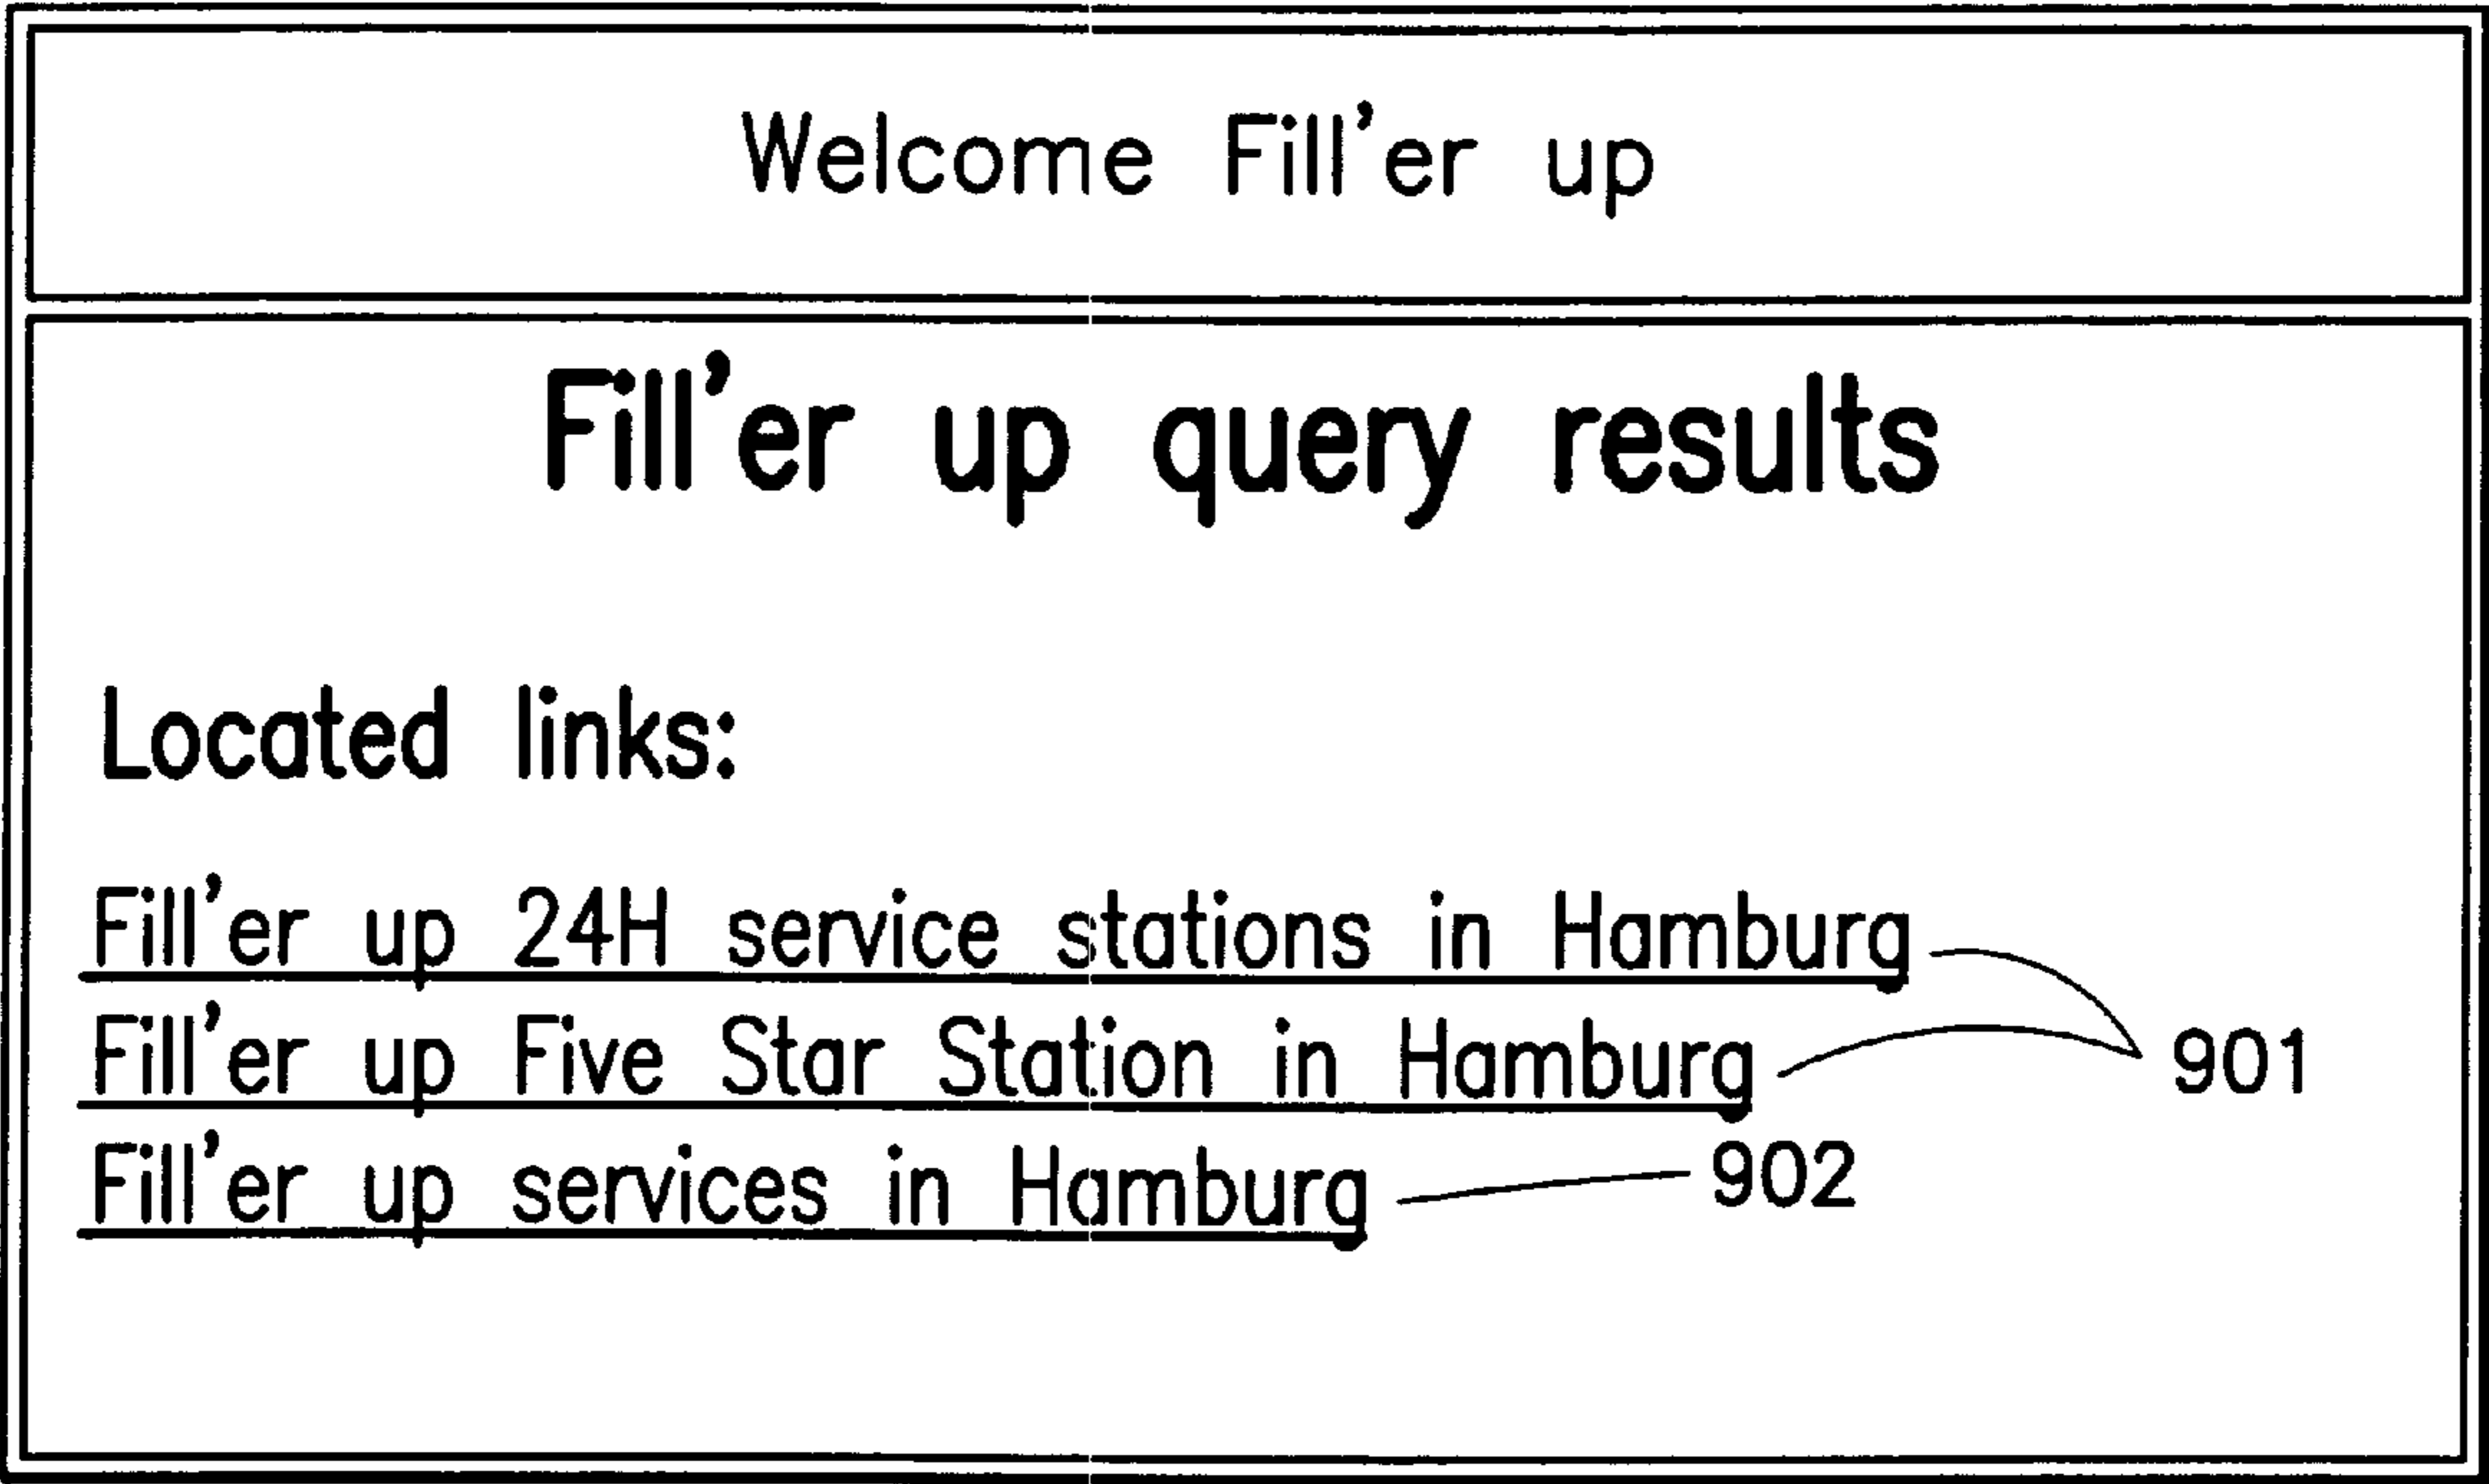 Welcome Fill'er up
Fill'er up query results
Located links:
Fill'er up 24H service stations in Hamburg
Fill'er up Five Star Station in Hamburg 901
Fill'er up services in Hamburg 902